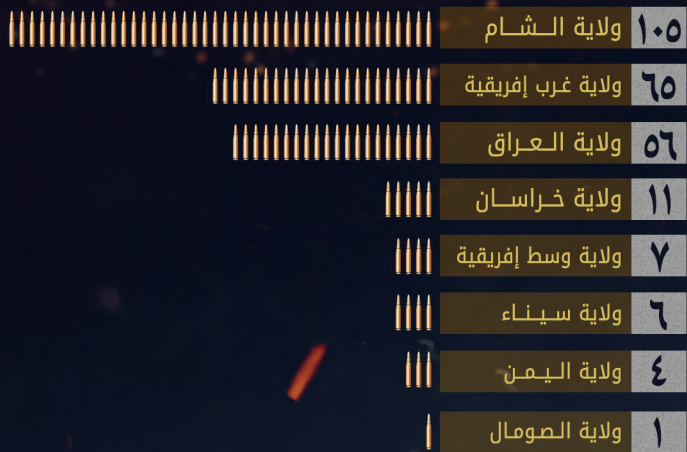 ١٠٥ ولاية الشام
٦٥ ولاية غرب إفريقية
٥٦ ولاية العراق
١١ ولاية خراسان
٧ ولاية وسط إفريقية
٦ ولاية سيناء
٤ ولاية اليمن
١ ولاية الصومال